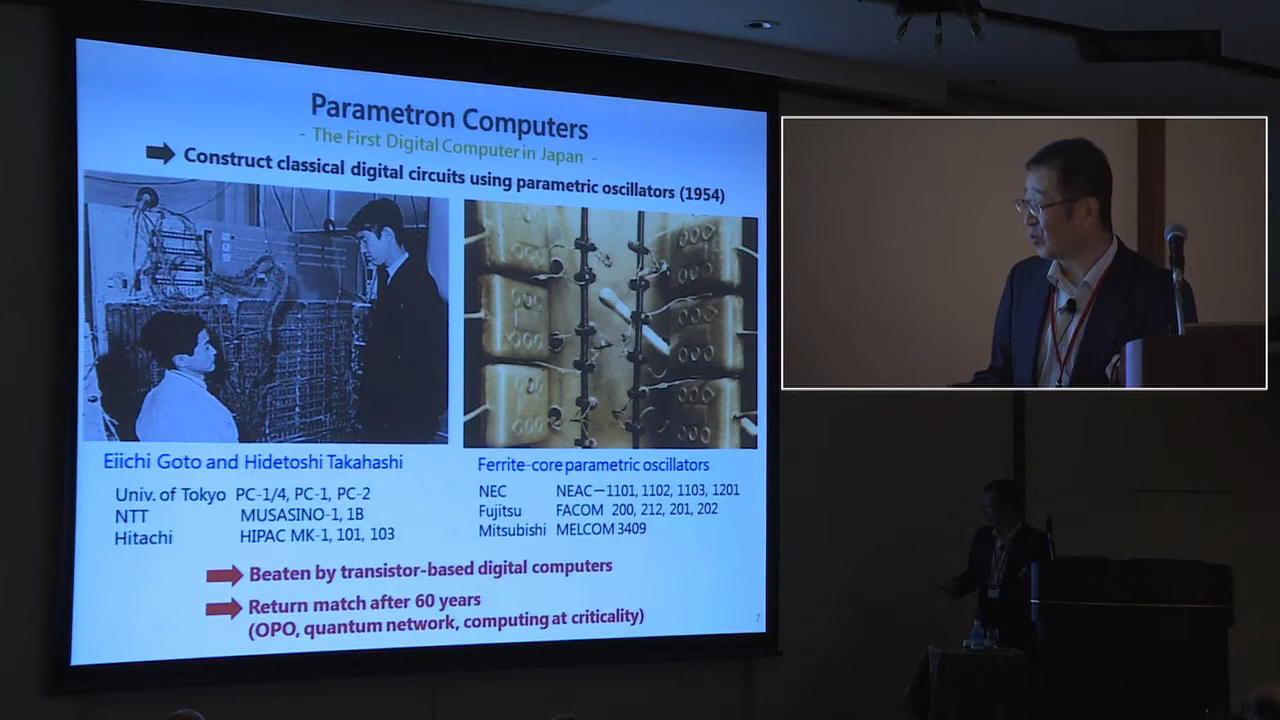 Parametron Computers
- The First Digital Computer in Japan -
Construct classical digital circuits using parametric oscillators (1954)
Eiichi Goto and Hidetoshi Takahashi
Univ. of Tokyo PC-1/4, PC-1, PC-2
NTT MUSASINO-1, 1B
Hitachi HIPAC MK-1, 101, 103
Ferrite-core parametric oscillators
NEC NEAC－1101, 1102, 1103, 1201
Fujitsu FACOM 200, 212, 201, 202
Mitsubishi MELCOM 3409
Beaten by transistor-based digital computers
Return match after 60 years
(OPO, quantum network, computing at criticality)
7